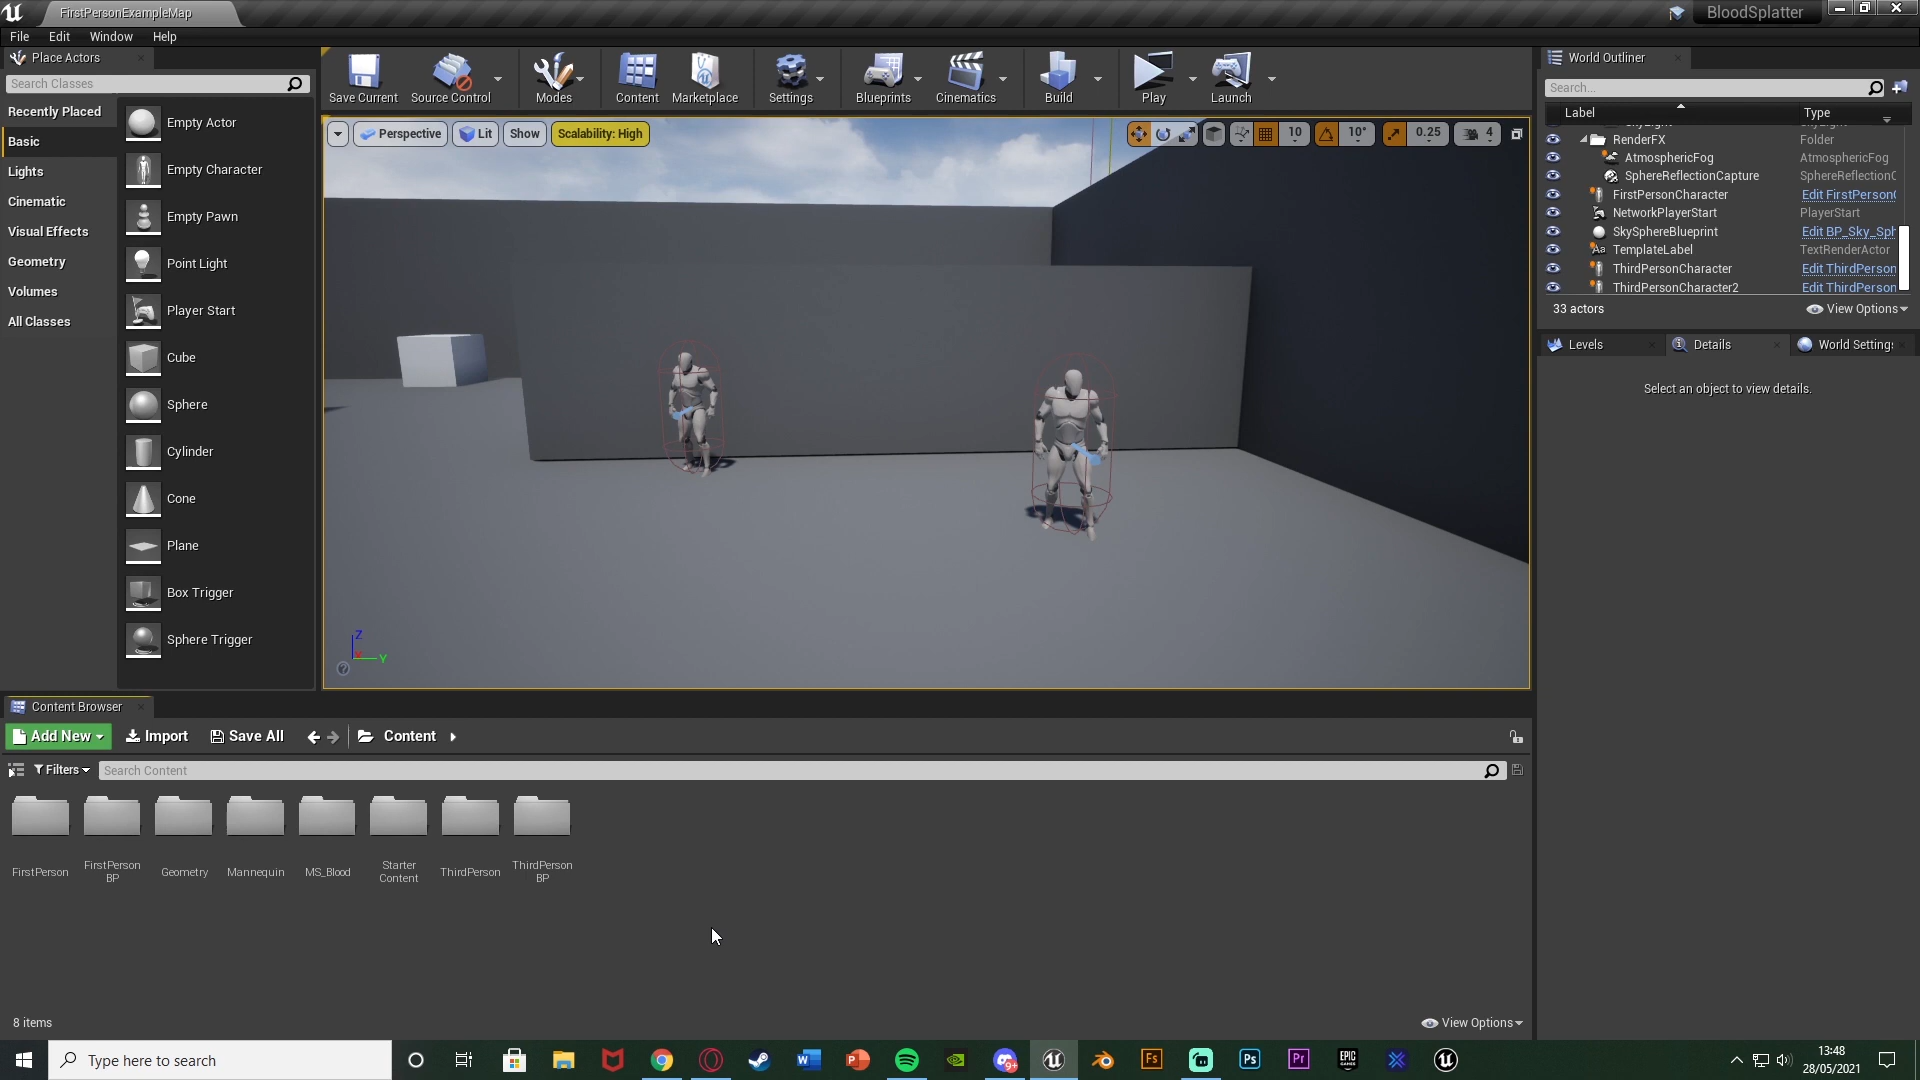 FirstPersonExampleMap
BloodSplatter
File Edit Window Help
Place Actors
Search Classes
Recently Placed
Basic
Lights
Cinematic
Visual Effects
Geometry
Volumes
All Classes
Empty Actor
Empty Character
Empty Pawn
Point Light
Player Start
Cube
Sphere
Cylinder
Cone
Plane
Box Trigger
Sphere Trigger
Save Current Source Control Modes Content Marketplace Settings Blueprints Cinematics Build Play Launch
Perspective Lit Show Scalability: High
10 10° 0.25 4
Z
Y
World Outliner
Search...
Label Type
RenderFX Folder
AtmosphericFog AtmosphericFog
SphereReflectionCapture SphereReflectionC
FirstPersonCharacter Edit FirstPerson
NetworkPlayerStart PlayerStart
SkySphereBlueprint Edit BP_Sky_Sph
TemplateLabel TextRenderActor
ThirdPersonCharacter Edit ThirdPerson
ThirdPersonCharacter2 Edit ThirdPerson
33 actors View Options
Levels Details World Settings
Select an object to view details.
Content Browser
Add New Import Save All Content
Filters Search Content
FirstPerson
FirstPerson
BP
Geometry
Mannequin
MS_Blood
Starter
Content
ThirdPerson
ThirdPerson
BP
8 items View Options
Type here to search
13:48
28/05/2021